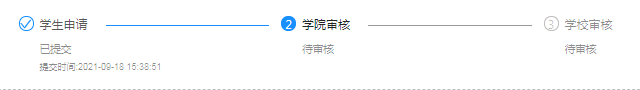 学生申请
2 学院审核
3 学校审核
已提交
待审核
待审核
提交时间:2021-09-18 15:38:51